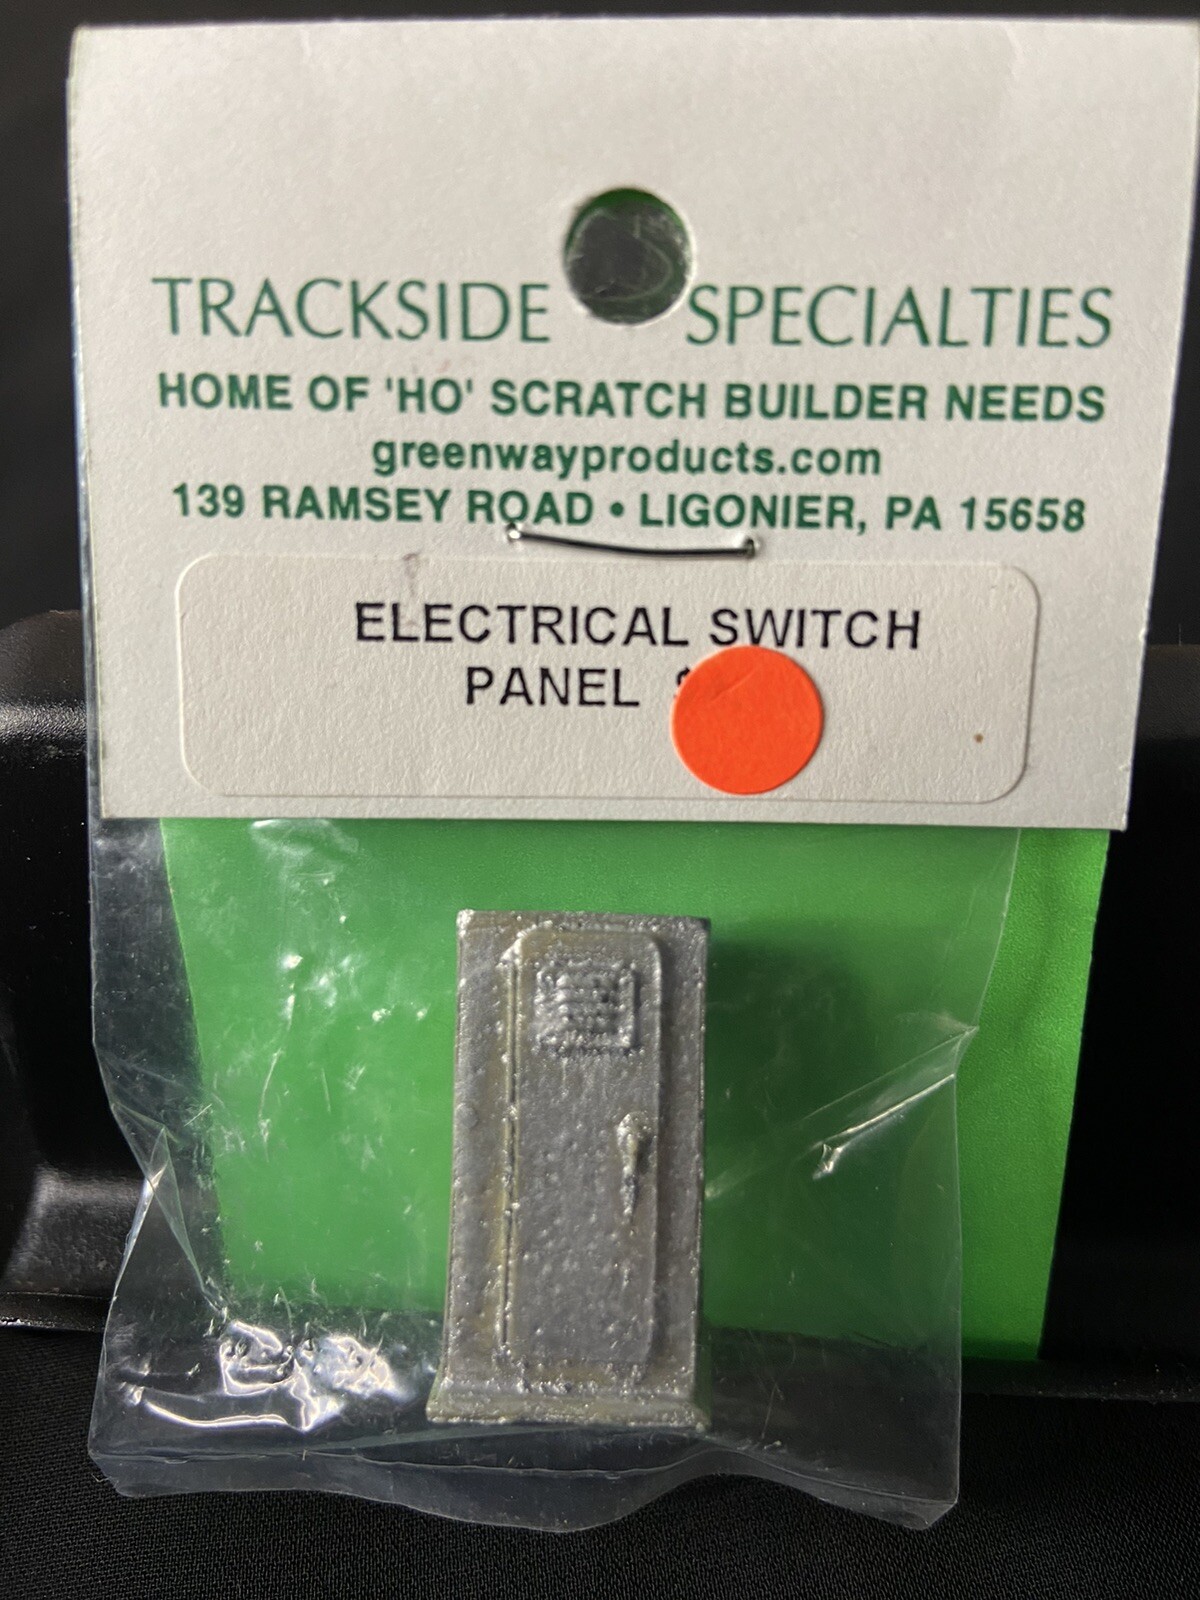 TRACKSIDE SPECIALTIES
HOME OF 'HO' SCRATCH BUILDER NEEDS
greenwayproducts.com
139 RAMSEY ROAD • LIGONIER, PA 15658
ELECTRICAL SWITCH
PANEL